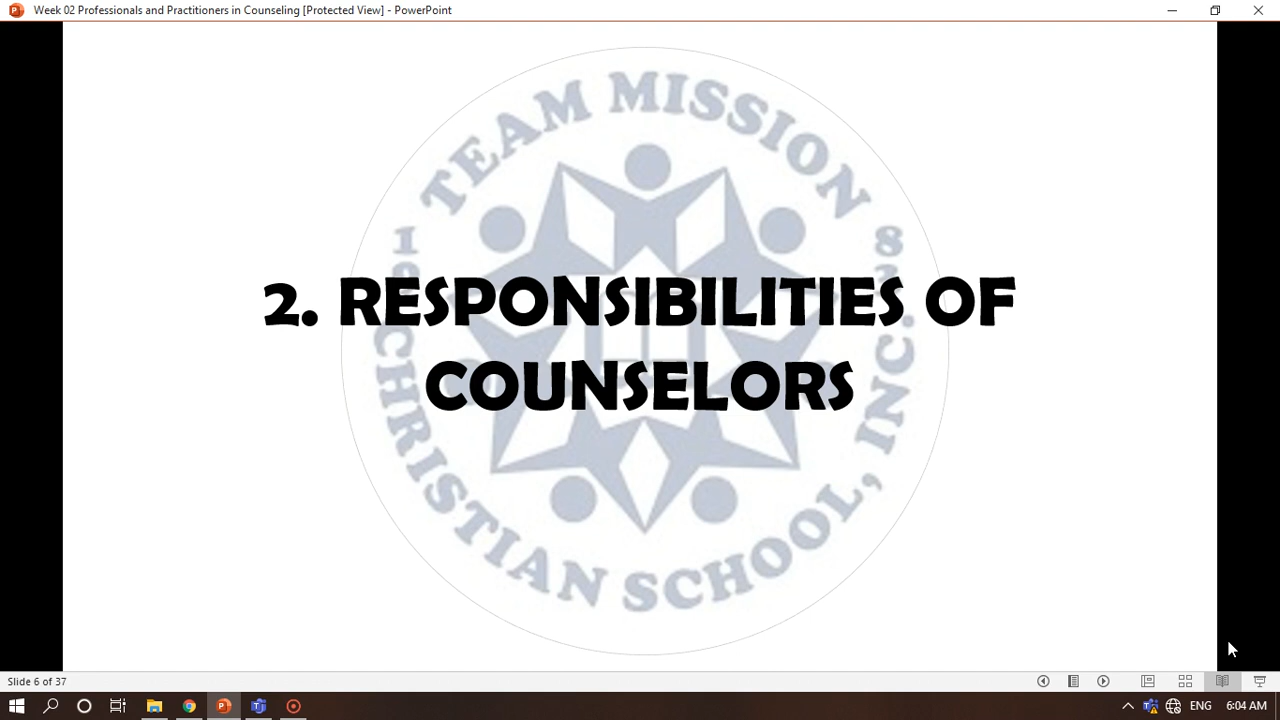 Week 02 Professionals and Practitioners in Counseling [Protected View] - PowerPoint
TEAM MISSION
CHRISTIAN SCHOOL, INC.
2. RESPONSIBILITIES OF
COUNSELORS
Slide 6 of 37
ENG
6:04 AM